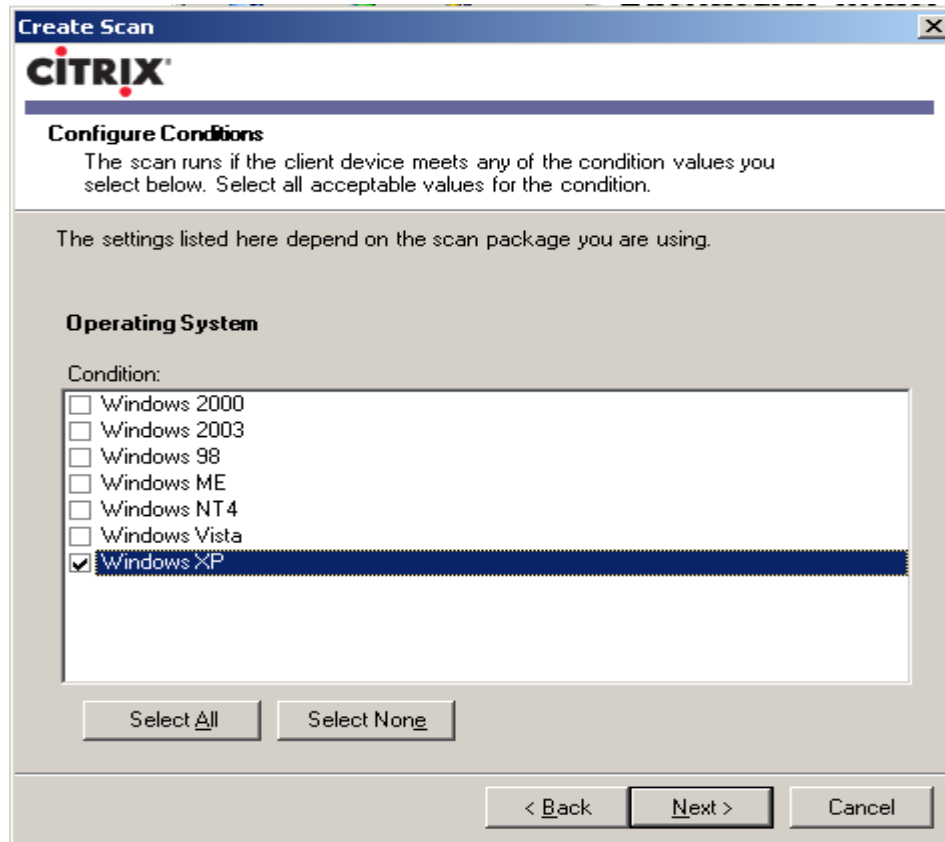 Create Scan
CİTRIX
Configure Conditions
The scan runs if the client device meets any of the condition values you
select below. Select all acceptable values for the condition.
The settings listed here depend on the scan package you are using.
Operating System
Condition:
Windows 2000
Windows 2003
Windows 98
Windows ME
Windows NT4
Windows Vista
Windows XP
Select All
Select None
< Back
Next >
Cancel